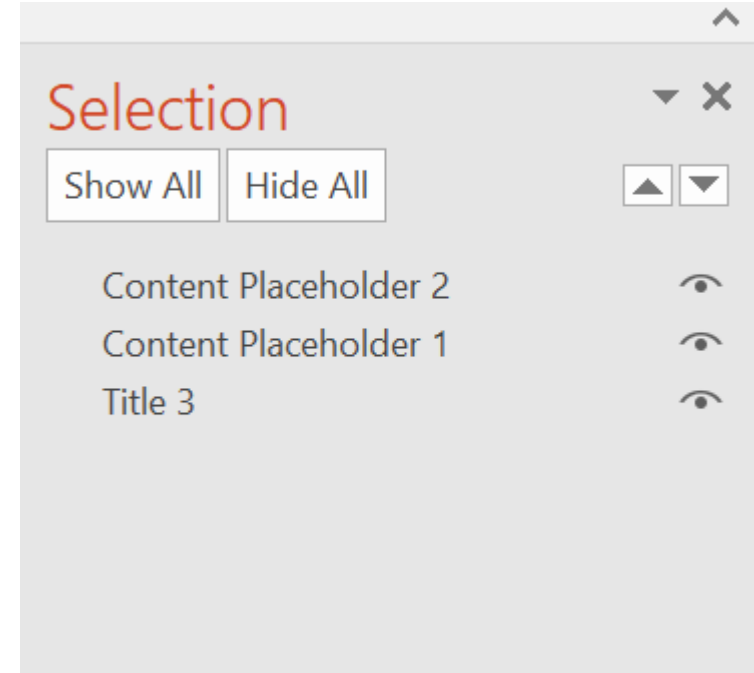 Selection
Show All Hide All
Content Placeholder 2
Content Placeholder 1
Title 3